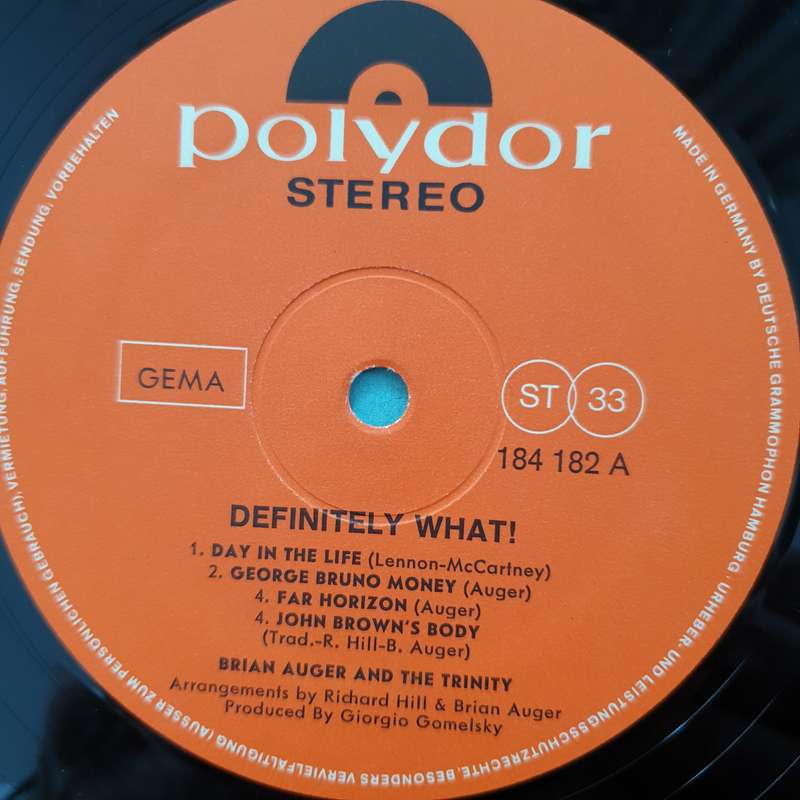 polydor
STEREO
GEMA
ST 33
184 182 A
DEFINITELY WHAT!
1. DAY IN THE LIFE (Lennon-McCartney)
2. GEORGE BRUNO MONEY (Auger)
4. FAR HORIZON (Auger)
4. JOHN BROWN'S BODY
(Trad.-R. Hill-B. Auger)
BRIAN AUGER AND THE TRINITY
Arrangements by Richard Hill & Brian Auger
Produced By Giorgio Gomelsky
MADE IN GERMANY BY DEUTSCHE GRAMMOPHON HAMBURG. URHEBER- UND LEISTUNGSSCHUTZRECHTE, BESONDERS VERVIELFÄLTIGUNG (AUSSER ZUM PERSÖNLICHEN GEBRAUCH), VERMIETUNG, AUFFÜHRUNG, SENDUNG, VORBEHALTEN